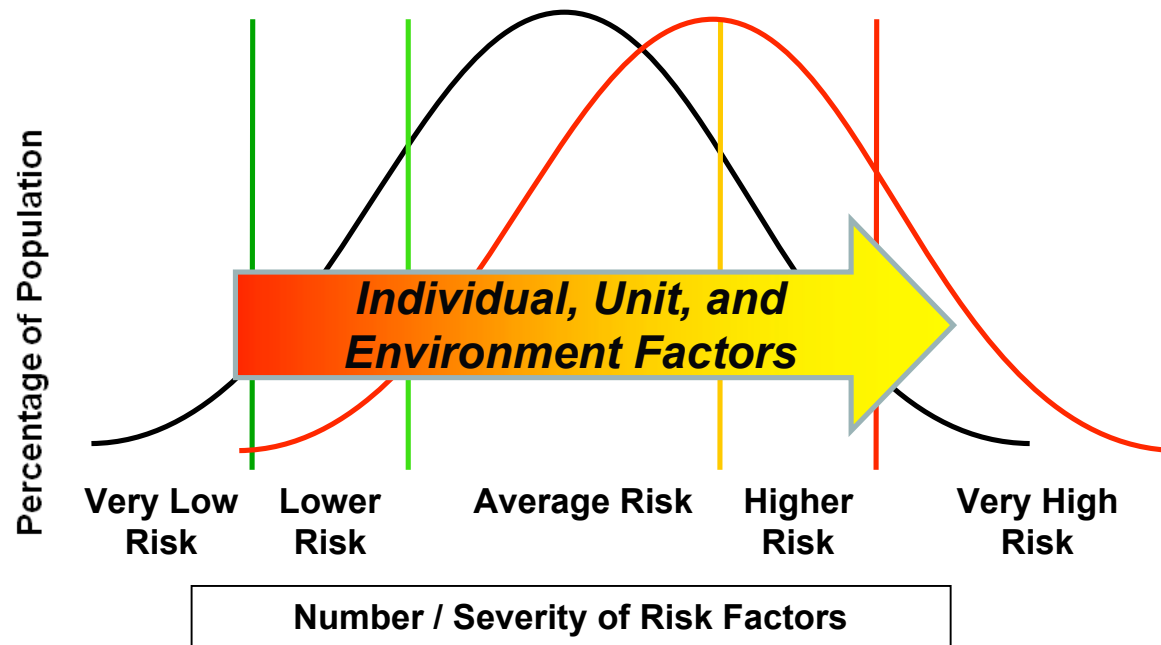 Percentage of Population
Individual, Unit, and
Environment Factors
Very Low
Risk
Lower
Risk
Average Risk
Higher
Risk
Very High
Risk
Number / Severity of Risk Factors